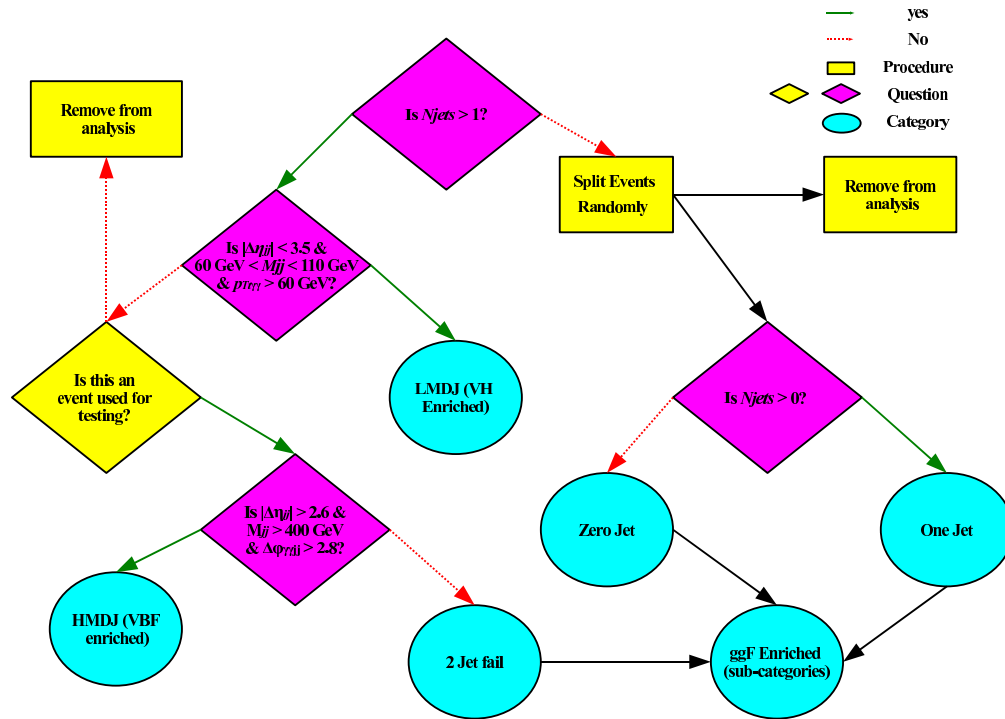 yes
No
Procedure
Question
Category
Is Njets > 1?
Remove from
analysis
Split Events
Randomly
Remove from
analysis
Is |Δηjj| < 3.5 &
60 GeV < Mjj < 110 GeV
& pTγγ > 60 GeV?
Is this an
event used for
testing?
LMDJ (VH
Enriched)
Is Njets > 0?
Is |Δηjj| > 2.6 &
Mjj > 400 GeV
& Δφγγjj > 2.8?
Zero Jet
One Jet
HMDJ (VBF
enriched)
2 Jet fail
ggF Enriched
(sub-categories)